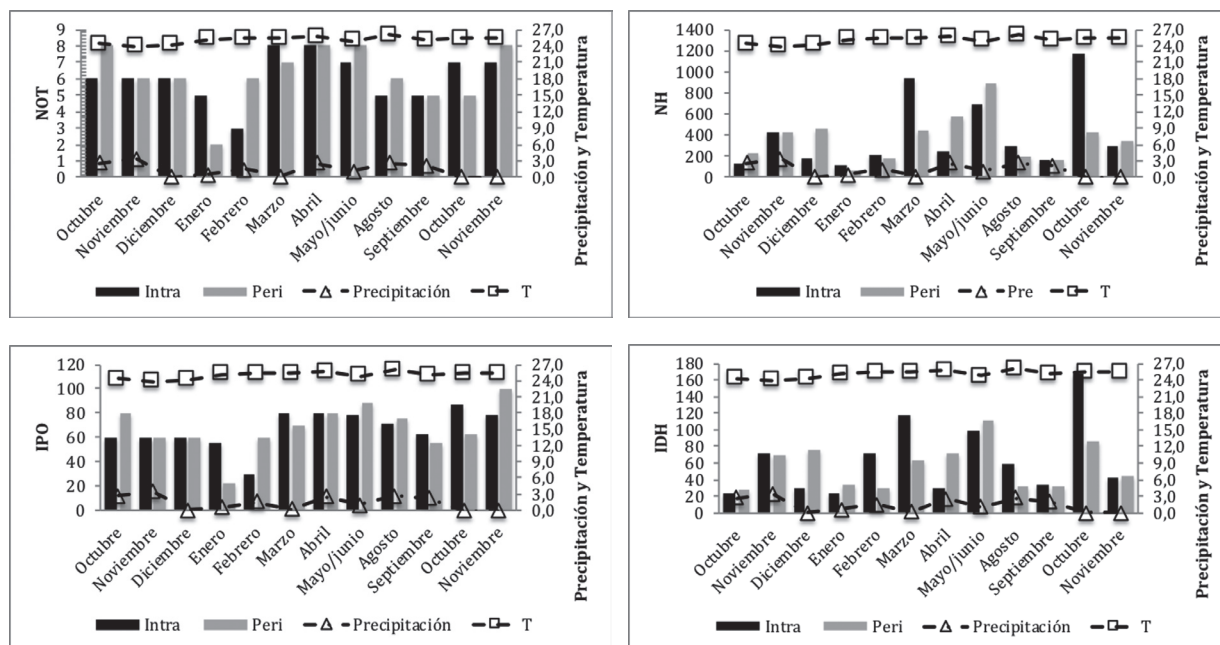 9
8
7
6
5
4
3
2
1
0
NOT
27,0
24,0
21,0
18,0
15,0
12,0
9,0
6,0
3,0
0,0
Precipitación y Temperatura
Octubre
Noviembre
Diciembre
Enero
Febrero
Marzo
Abril
Mayo/junio
Agosto
Septiembre
Octubre
Noviembre
Intra Peri Precipitación T
1400
1200
1000
800
600
400
200
0
NH
27,0
24,0
21,0
18,0
15,0
12,0
9,0
6,0
3,0
0,0
Precipitación y Temperatura
Octubre
Noviembre
Diciembre
Enero
Febrero
Marzo
Abril
Mayo/junio
Agosto
Septiembre
Octubre
Noviembre
Intra Peri Pre T
120
100
80
60
40
20
0
IPO
27,0
24,0
21,0
18,0
15,0
12,0
9,0
6,0
3,0
0,0
Precipitación y Temperatura
Octubre
Noviembre
Diciembre
Enero
Febrero
Marzo
Abril
Mayo/junio
Agosto
Septiembre
Octubre
Noviembre
Intra Peri Precipitación T
180
160
140
120
100
80
60
40
20
0
IDH
27,0
24,0
21,0
18,0
15,0
12,0
9,0
6,0
3,0
0,0
Precipitación y Temperatura
Octubre
Noviembre
Diciembre
Enero
Febrero
Marzo
Abril
Mayo/junio
Agosto
Septiembre
Octubre
Noviembre
Intra Peri Precipitación T